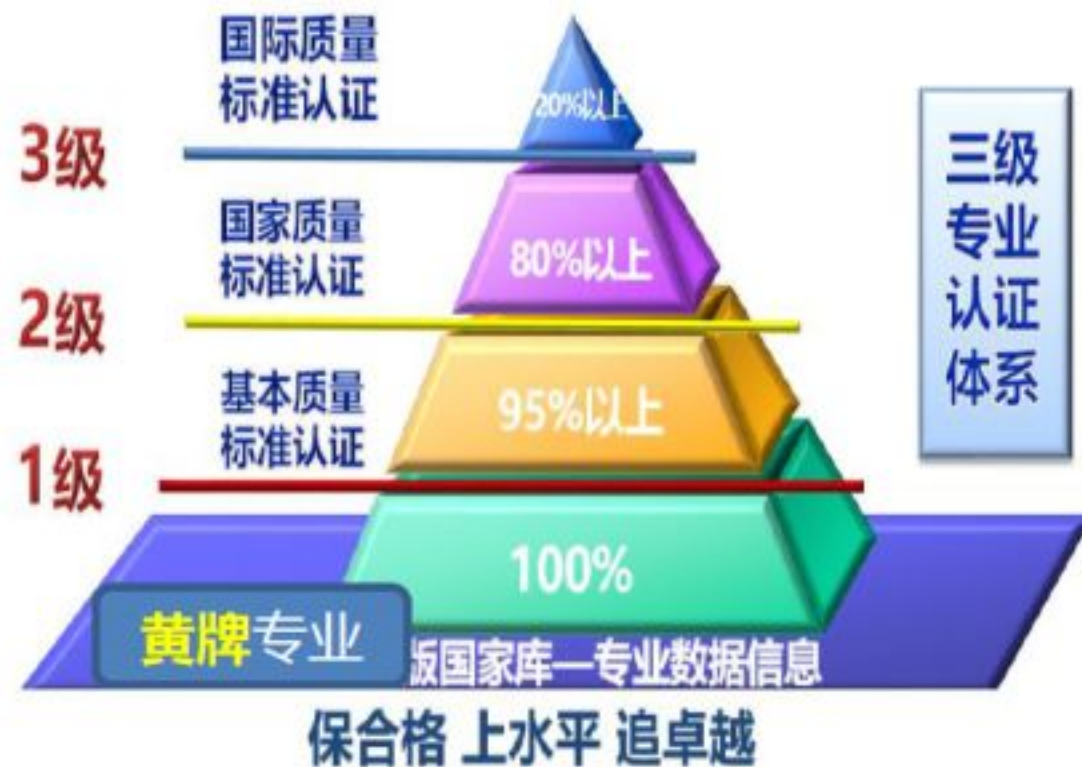 国际质量
标准认证
20%以上
3级
国家质量
标准认证
80%以上
2级
基本质量
标准认证
95%以上
1级
100%
黄牌专业
版国家库—专业数据信息
保合格 上水平 追卓越
三级
专业
认证
体系